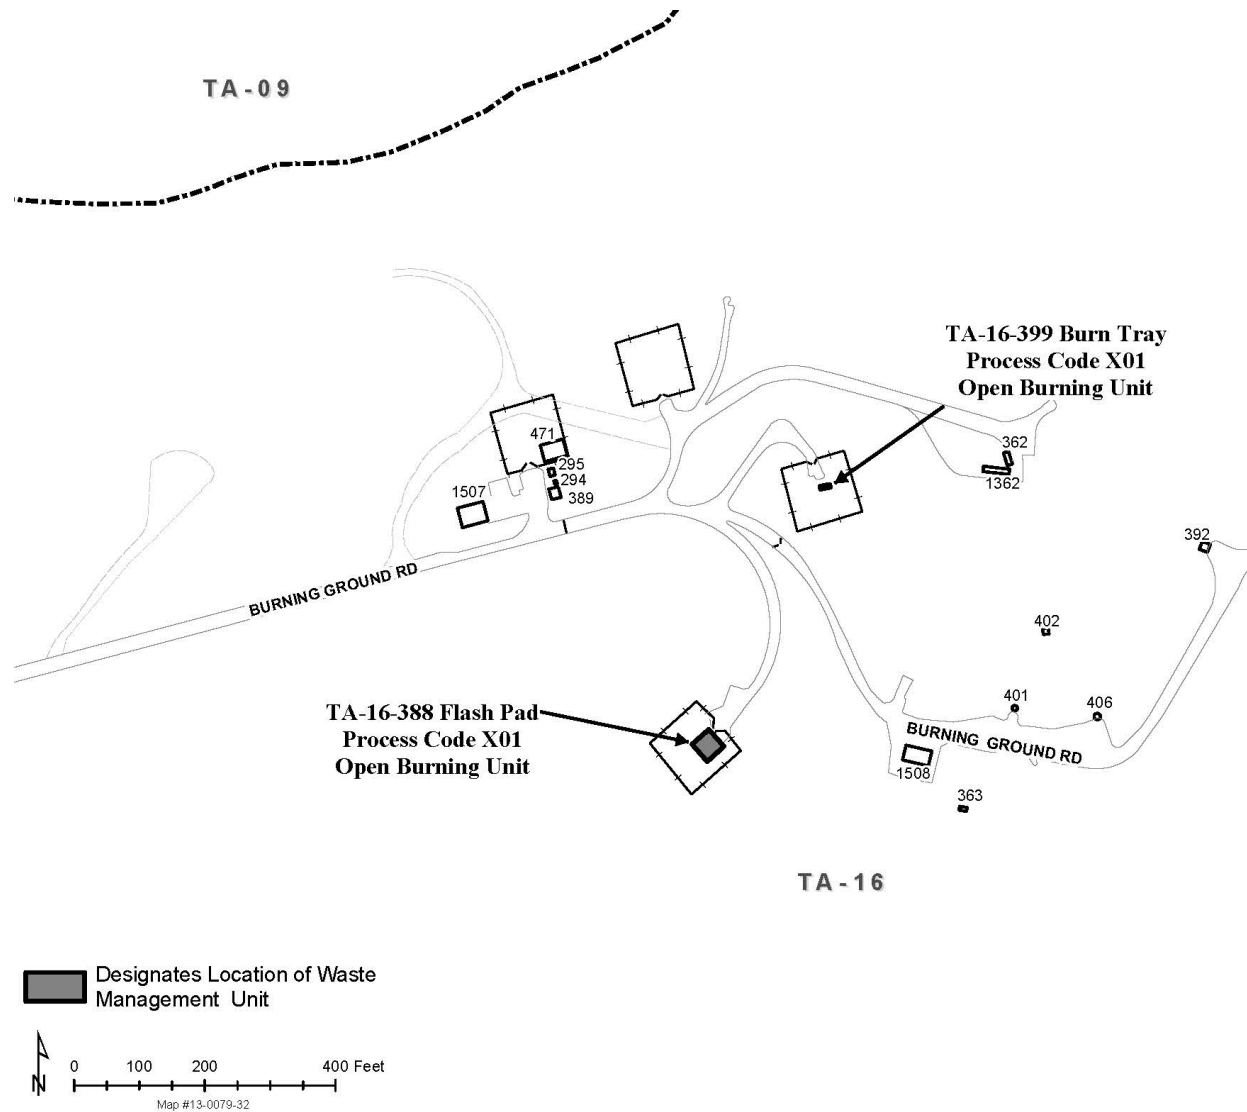 TA-09
TA-16-399 Burn Tray
Process Code X01
Open Burning Unit
471
295
294
389
1507
362
1362
392
BURNING GROUND RD
402
401
406
TA-16-388 Flash Pad
Process Code X01
Open Burning Unit
BURNING GROUND RD
1508
363
TA-16
Designates Location of Waste
Management Unit
N
0 100 200 400 Feet
Map #13-0079-32